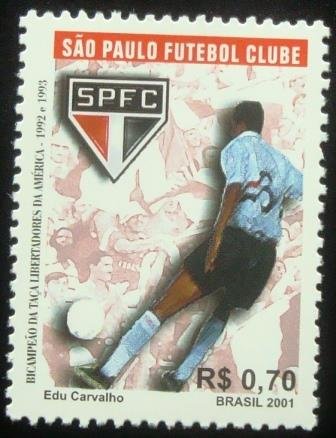 SÃO PAULO FUTEBOL CLUBE
SPFC
BICAMPEÃO DA TAÇA LIBERTADORES DA AMÉRICA - 1992 e 1993
R$ 0,70
Edu Carvalho
BRASIL 2001